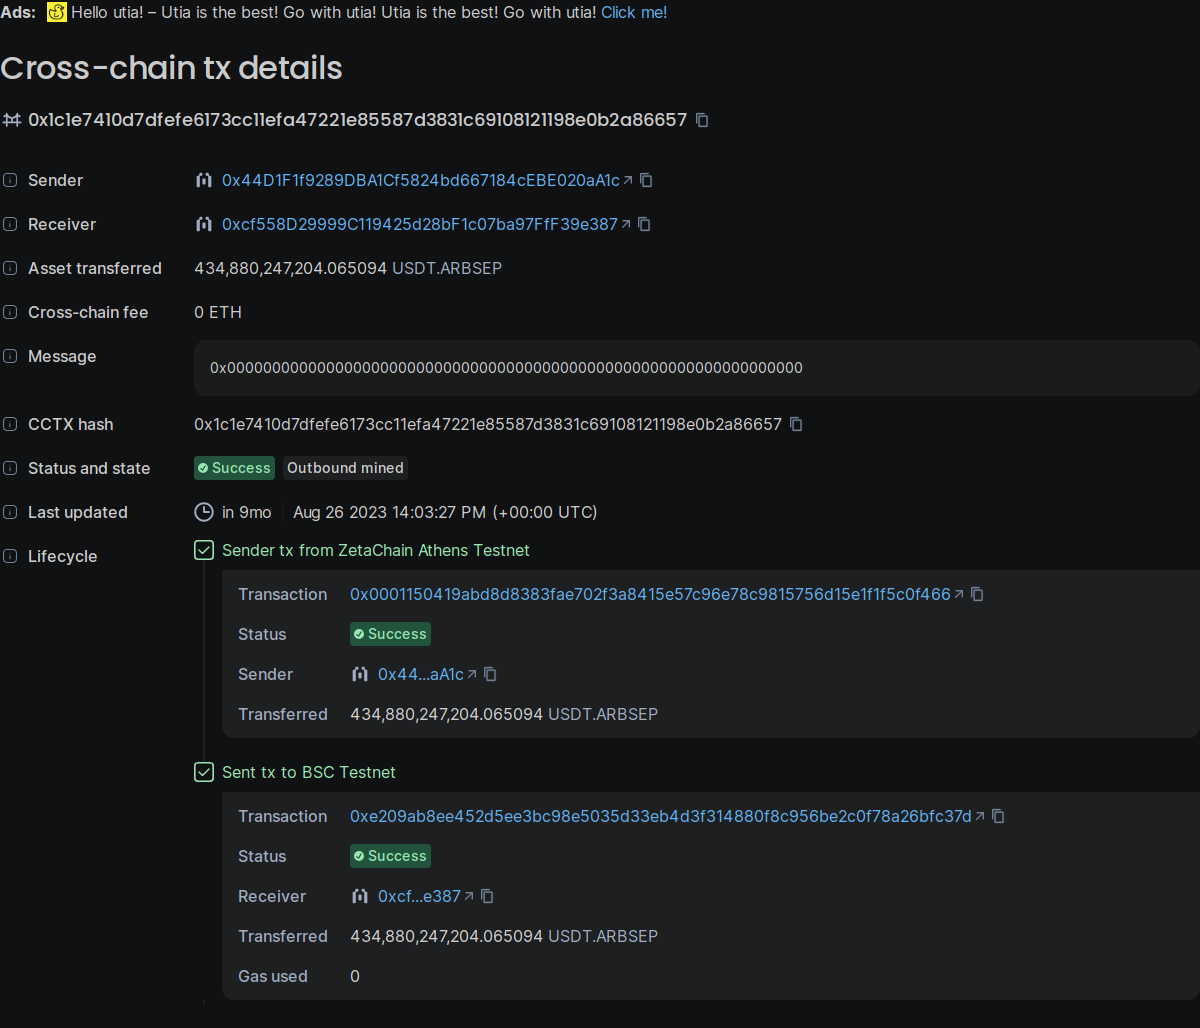 Ads: Hello utia! – Utia is the best! Go with utia! Utia is the best! Go with utia! Click me!
Cross-chain tx details
0x1c1e7410d7dfefe6173cc11efa47221e85587d3831c69108121198e0b2a86657
Sender 0x44D1F1f9289DBA1Cf5824bd667184cEBE020aA1c
Receiver 0xcf558D29999C119425d28bF1c07ba97FfF39e387
Asset transferred 434,880,247,204.065094 USDT.ARBSEP
Cross-chain fee 0 ETH
Message 0x0000000000000000000000000000000000000000000000000000000000000000
CCTX hash 0x1c1e7410d7dfefe6173cc11efa47221e85587d3831c69108121198e0b2a86657
Status and state Success Outbound mined
Last updated in 9mo Aug 26 2023 14:03:27 PM (+00:00 UTC)
Lifecycle Sender tx from ZetaChain Athens Testnet
Transaction 0x0001150419abd8d8383fae702f3a8415e57c96e78c9815756d15e1f1f5c0f466
Status Success
Sender 0x44...aA1c
Transferred 434,880,247,204.065094 USDT.ARBSEP
Sent tx to BSC Testnet
Transaction 0xe209ab8ee452d5ee3bc98e5035d33eb4d3f314880f8c956be2c0f78a26bfc37d
Status Success
Receiver 0xcf...e387
Transferred 434,880,247,204.065094 USDT.ARBSEP
Gas used 0